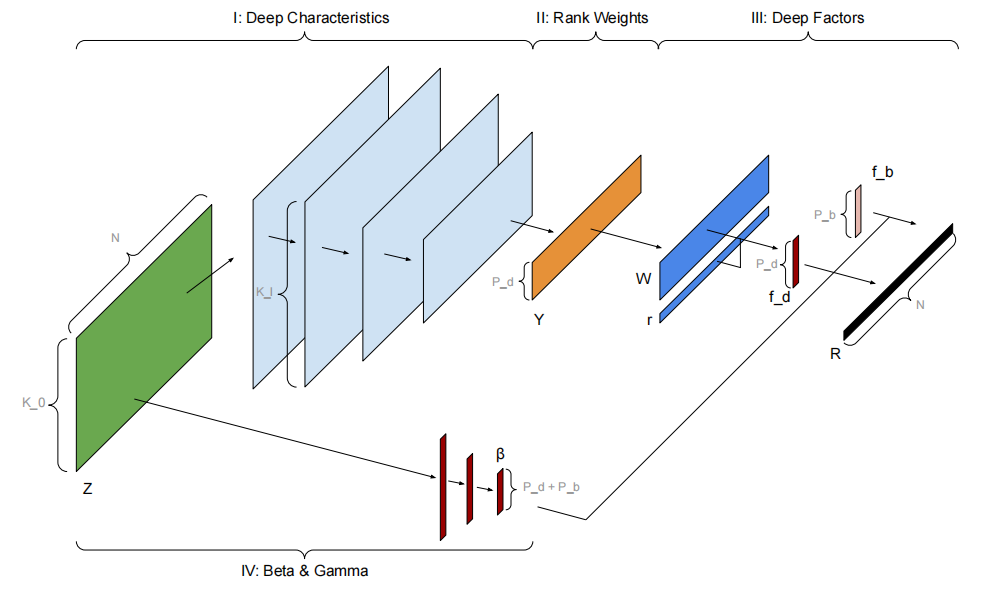 I: Deep Characteristics
II: Rank Weights
III: Deep Factors
N
K_0
Z
K_l
P_d
Y
W
r
P_d
f_d
P_b
f_b
N
R
β
P_d + P_b
IV: Beta & Gamma